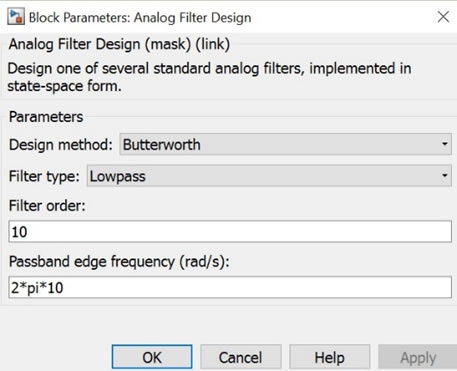 Block Parameters: Analog Filter Design
Analog Filter Design (mask) (link)
Design one of several standard analog filters, implemented in
state-space form.
Parameters
Design method: Butterworth
Filter type: Lowpass
Filter order:
10
Passband edge frequency (rad/s):
2*pi*10
OK Cancel Help Apply